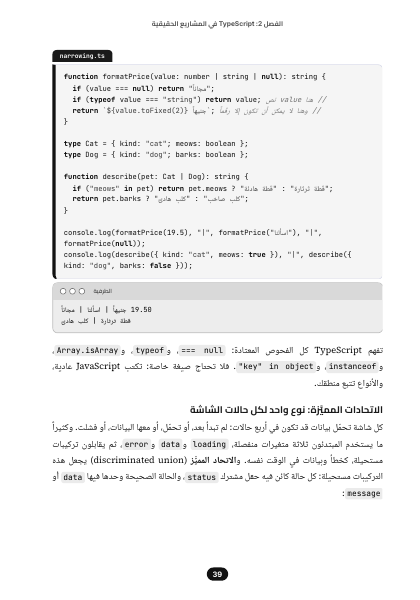 الفصل 2: TypeScript في المشاريع الحقيقية
narrowing.ts
function formatPrice(value: number | string | null): string {
if (value === null) return "مجاناً";
if (typeof value === "string") return value; // هنا value نص
return `${value.toFixed(2)} جنيهاً`; // وهنا لا يمكن أن تكون إلا رقماً
}
type Cat = { kind: "cat"; meows: boolean };
type Dog = { kind: "dog"; barks: boolean };
function describe(pet: Cat | Dog): string {
if ("meows" in pet) return pet.meows ? "قطة ثرثارة" : "قطة هادئة";
return pet.barks ? "كلب صاخب" : "كلب هادئ";
}
console.log(formatPrice(19.5), "|", formatPrice("اسألنا"), "|",
formatPrice(null));
console.log(describe({ kind: "cat", meows: true }), "|", describe({
kind: "dog", barks: false }));
الطرفية
19.50 جنيهاً | اسألنا | مجاناً
قطة ثرثارة | كلب هادئ
تفهم TypeScript كل الفحوص المعتادة: === null، وtypeof، وArray.isArray،
وinstanceof، و"key" in object. فلا تحتاج صيغة خاصة: تكتب JavaScript عادية،
والأنواع تتبع منطقك.
الاتحادات المميَّزة: نوع واحد لكل حالات الشاشة
كل شاشة تحمّل بيانات قد تكون في أربع حالات: لم تبدأ بعد، أو تحمّل، أو معها البيانات، أو فشلت. وكثيراً
ما يستخدم المبتدئون ثلاثة متغيرات منفصلة، loading وdata وerror، ثم يقابلون تركيبات
مستحيلة، كخطأ وبيانات في الوقت نفسه. والاتحاد المميَّز (discriminated union) يجعل هذه
التركيبات مستحيلة: كل حالة كائن فيه حقل مشترك status، والحالة الصحيحة وحدها فيها data أو
message:
39